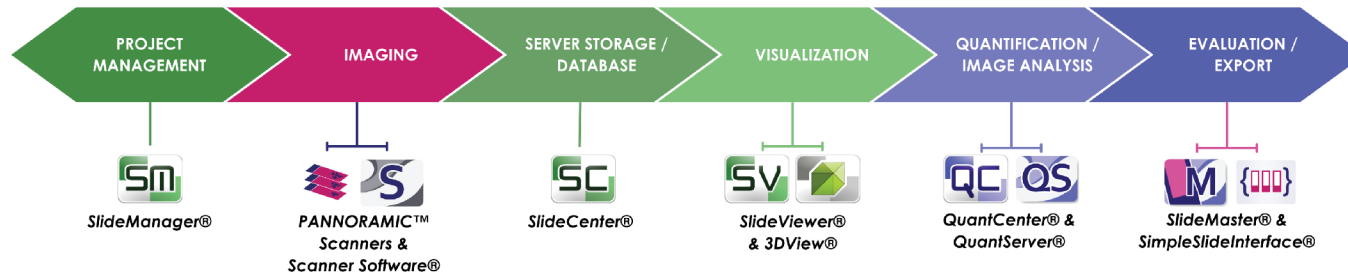 PROJECT
MANAGEMENT
IMAGING
SERVER STORAGE /
DATABASE
VISUALIZATION
QUANTIFICATION /
IMAGE ANALYSIS
EVALUATION /
EXPORT
SM
S
SC
SV
QC
QS
M
SlideManager®
PANNORAMIC™
Scanners &
Scanner Software®
SlideCenter®
SlideViewer®
& 3DView®
QuantCenter® &
QuantServer®
SlideMaster® &
SimpleSlideInterface®